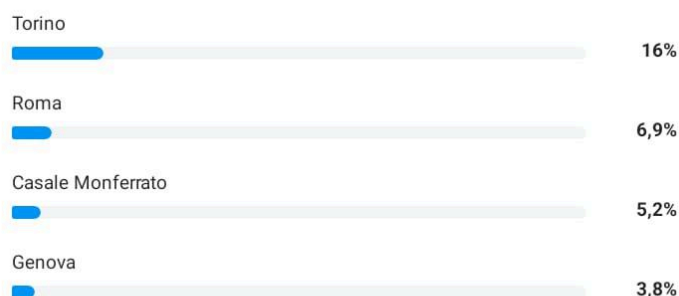 Torino
16%
Roma
6,9%
Casale Monferrato
5,2%
Genova
3,8%